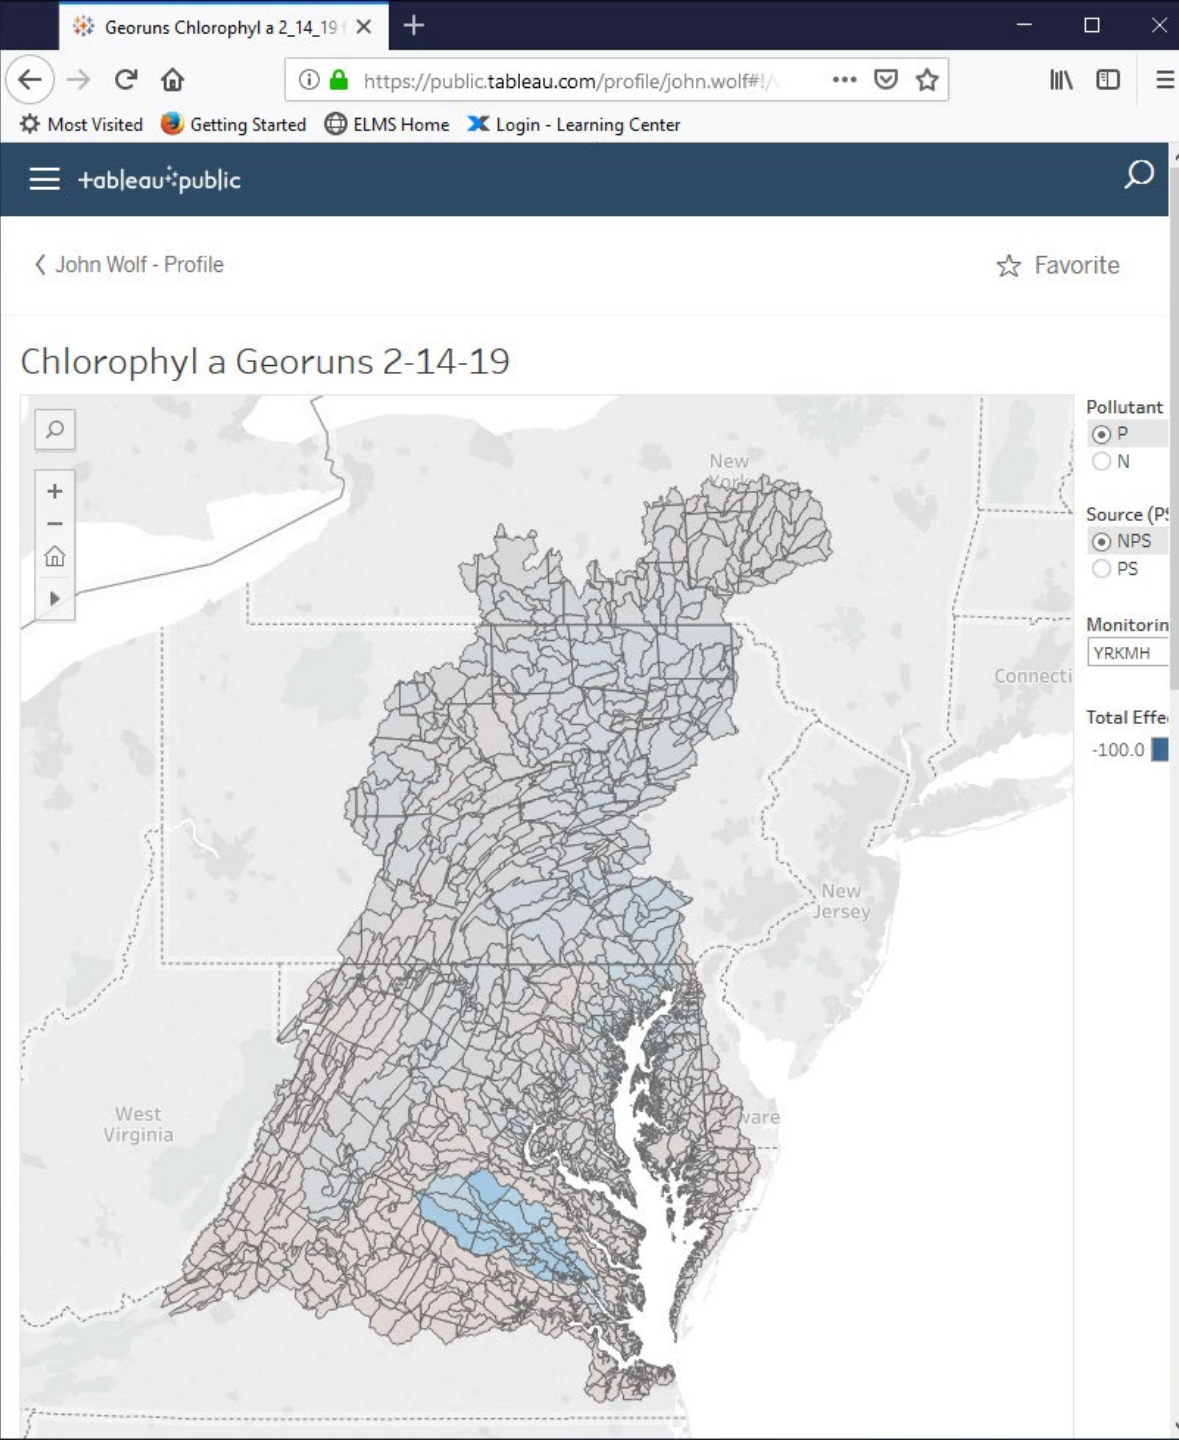 Georuns Chlorophyl a 2_14_19
https://public.tableau.com/profile/john.wolf#!/
Most Visited
Getting Started
ELMS Home
Login - Learning Center
+ableau public
John Wolf - Profile
Favorite
Chlorophyl a Georuns 2-14-19
Pollutant
P
N
Source (PS
NPS
PS
Monitorin
YRKMH
Total Effe
-100.0
New
York
Connecti
New
Jersey
West
Virginia
ware